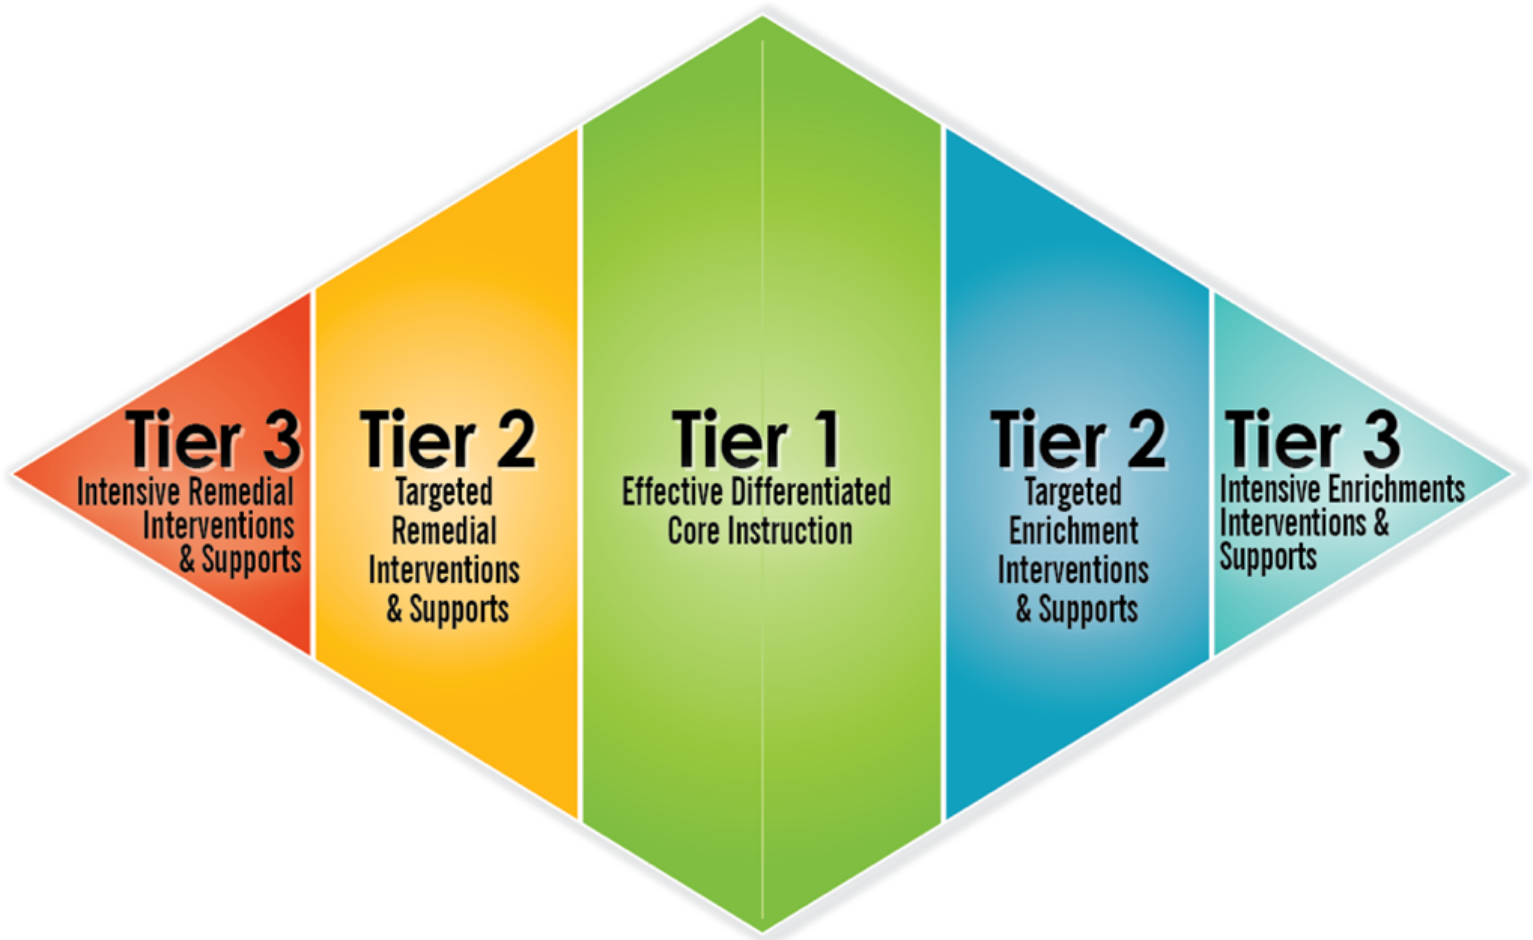 Tier 3
Intensive Remedial
Interventions
& Supports
Tier 2
Targeted
Remedial
Interventions
& Supports
Tier 1
Effective Differentiated
Core Instruction
Tier 2
Targeted
Enrichment
Interventions
& Supports
Tier 3
Intensive Enrichments
Interventions &
Supports